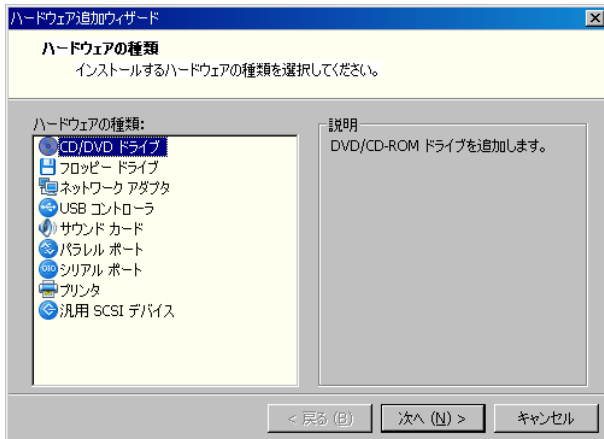 ハードウェア追加ウィザード
ハードウェアの種類
インストールするハードウェアの種類を選択してください。
ハードウェアの種類:
CD/DVD ドライブ
フロッピー ドライブ
ネットワーク アダプタ
USB コントローラ
サウンド カード
パラレル ポート
シリアル ポート
プリンタ
汎用 SCSI デバイス
説明
DVD/CD-ROM ドライブを追加します。
< 戻る (B)
次へ (N) >
キャンセル